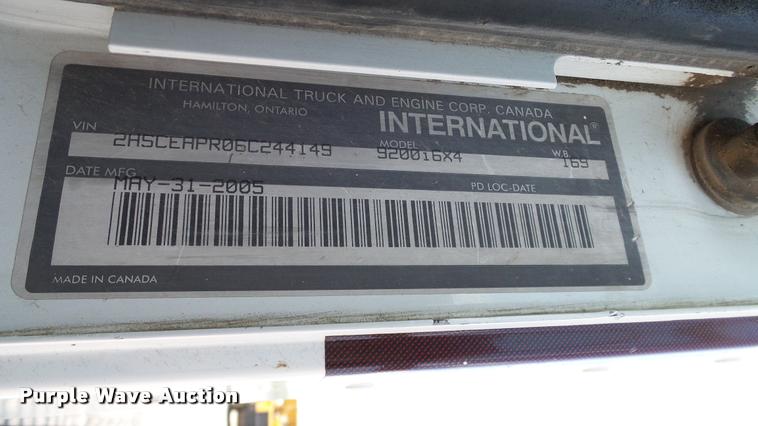 INTERNATIONAL TRUCK AND ENGINE CORP. CANADA
HAMILTON, ONTARIO
INTERNATIONAL®
VIN MODEL W.B.
2HSCEAPR06C244149 920016X4 169
DATE MFG PD LOC-DATE
MAY-31-2005
MADE IN CANADA
Purple Wave Auction